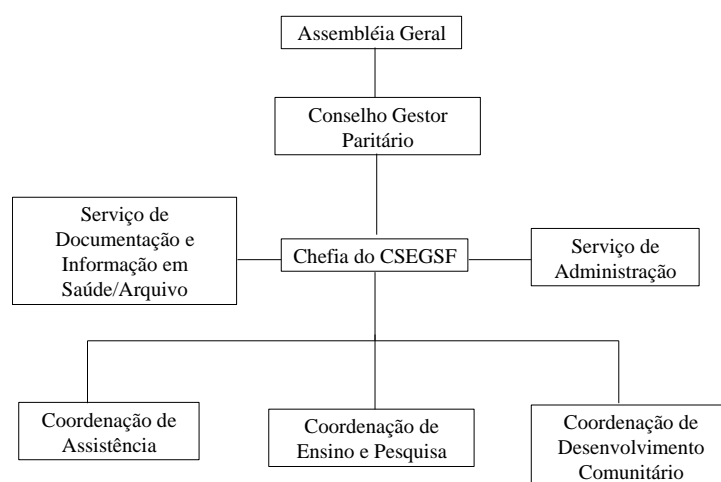 Assembléia Geral
Conselho Gestor
Paritário
Serviço de
Documentação e
Informação em
Saúde/Arquivo
Chefia do CSEGSF
Serviço de
Administração
Coordenação de
Assistência
Coordenação de
Ensino e Pesquisa
Coordenação de
Desenvolvimento
Comunitário